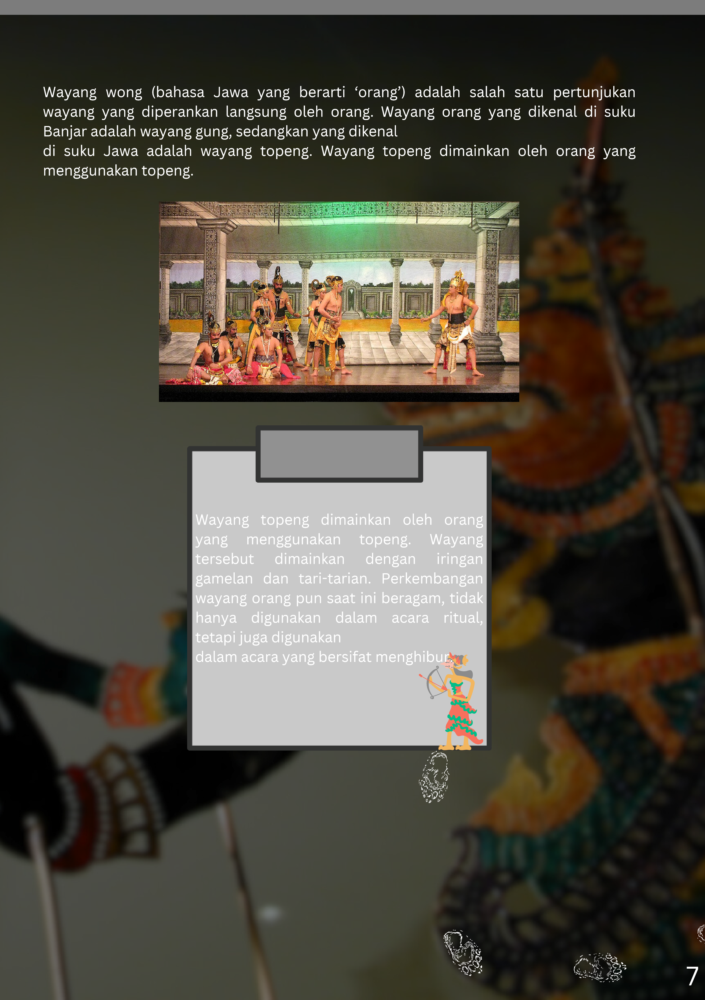 Wayang wong (bahasa Jawa yang berarti ‘orang’) adalah salah satu pertunjukan
wayang yang diperankan langsung oleh orang. Wayang orang yang dikenal di suku
Banjar adalah wayang gung, sedangkan yang dikenal
di suku Jawa adalah wayang topeng. Wayang topeng dimainkan oleh orang yang
menggunakan topeng.
Wayang topeng dimainkan oleh orang
yang menggunakan topeng. Wayang
tersebut dimainkan dengan iringan
gamelan dan tari-tarian. Perkembangan
wayang orang pun saat ini beragam, tidak
hanya digunakan dalam acara ritual,
tetapi juga digunakan
dalam acara yang bersifat menghibur.
7